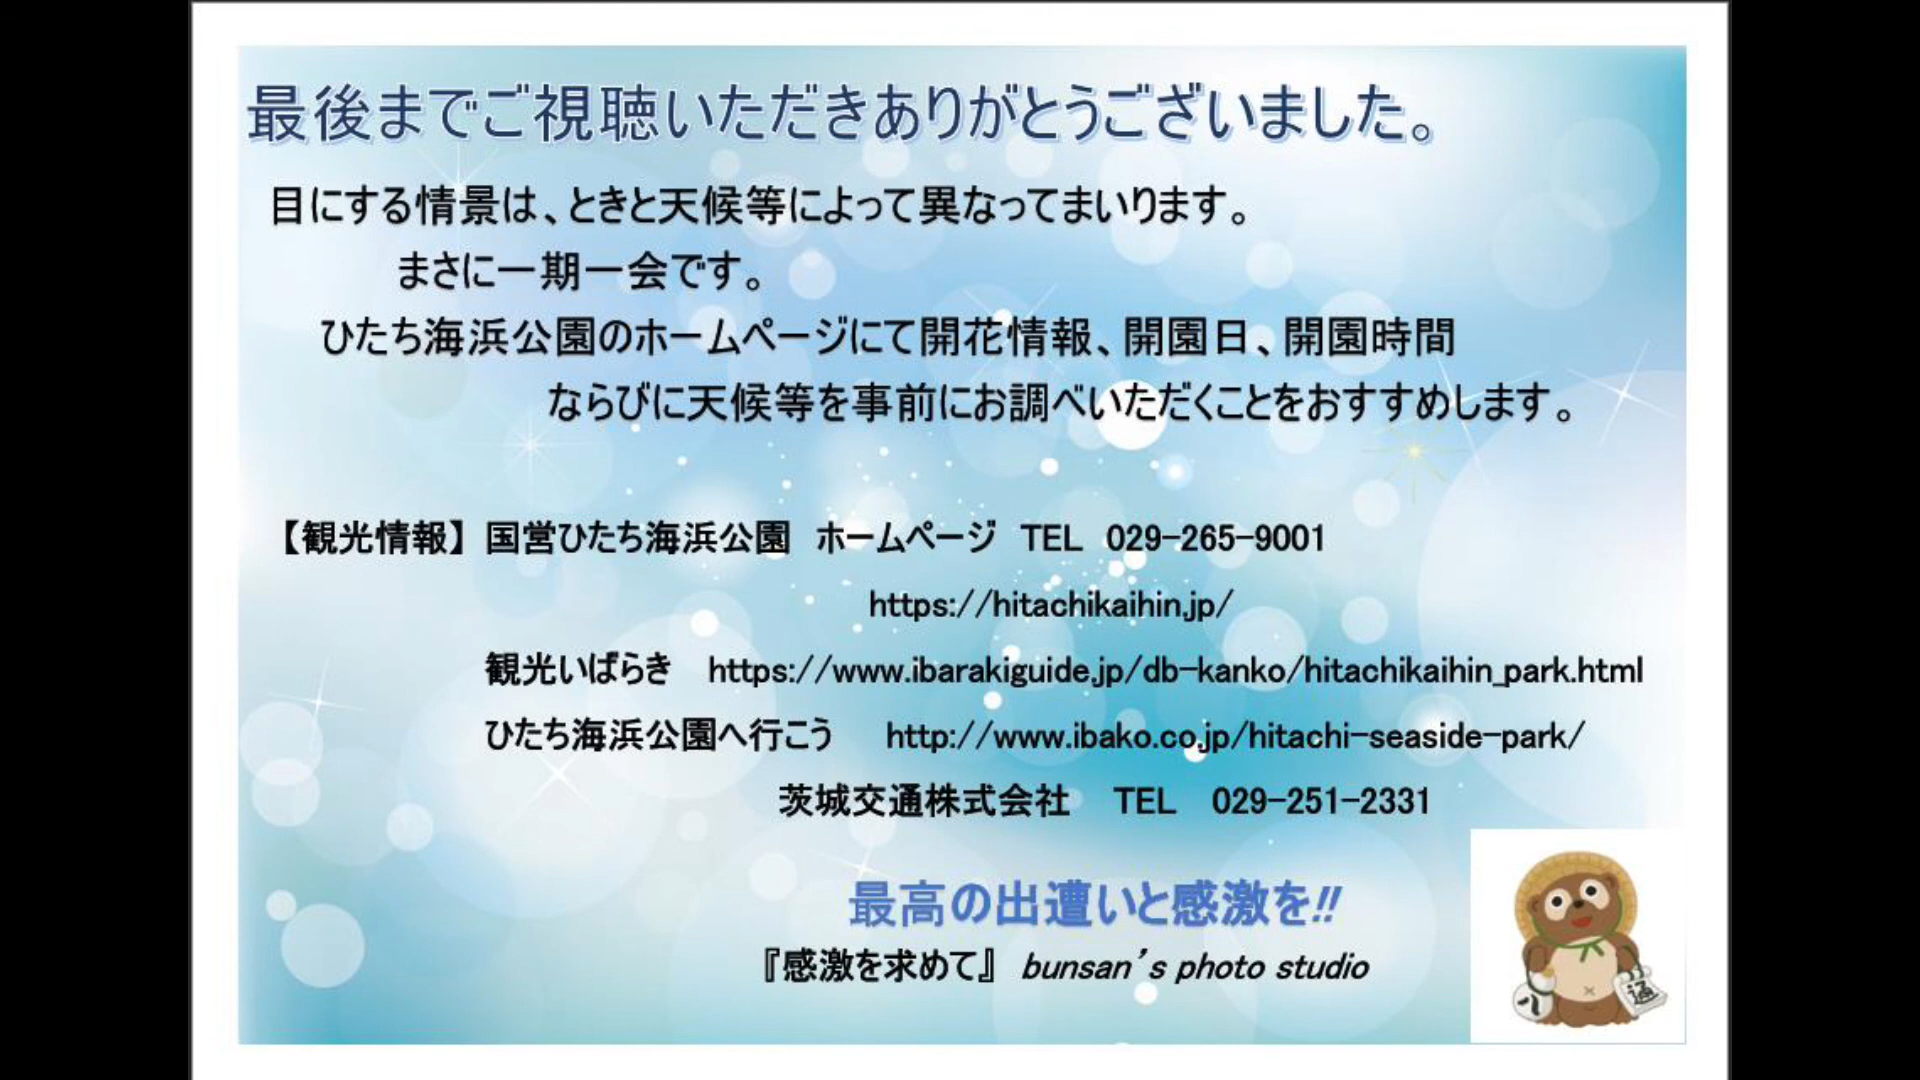 最後までご視聴いただきありがとうございました。
目にする情景は、ときと天候等によって異なってまいります。
まさに一期一会です。
ひたち海浜公園のホームページにて開花情報、開園日、開園時間
ならびに天候等を事前にお調べいただくことをおすすめします。
【観光情報】 国営ひたち海浜公園 ホームページ TEL 029-265-9001
https://hitachikaihin.jp/
観光いばらき https://www.ibarakiguide.jp/db-kanko/hitachikaihin_park.html
ひたち海浜公園へ行こう http://www.ibako.co.jp/hitachi-seaside-park/
茨城交通株式会社 TEL 029-251-2331
最高の出遭いと感激を!!
『感激を求めて』 bunsan's photo studio
八 通